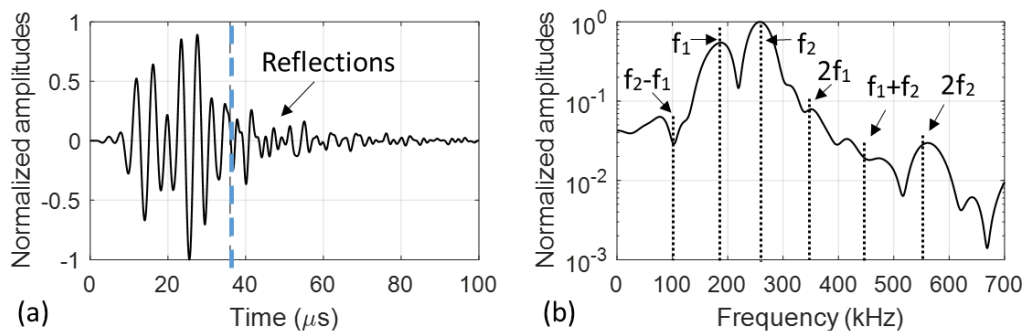 Normalized amplitudes
1
0.5
0
-0.5
-1
Reflections
0 20 40 60 80 100
Time (μs)
(a)
Normalized amplitudes
10⁰
10⁻¹
10⁻²
10⁻³
f₁
f₂
f₂-f₁
2f₁
f₁+f₂
2f₂
0 100 200 300 400 500 600 700
Frequency (kHz)
(b)